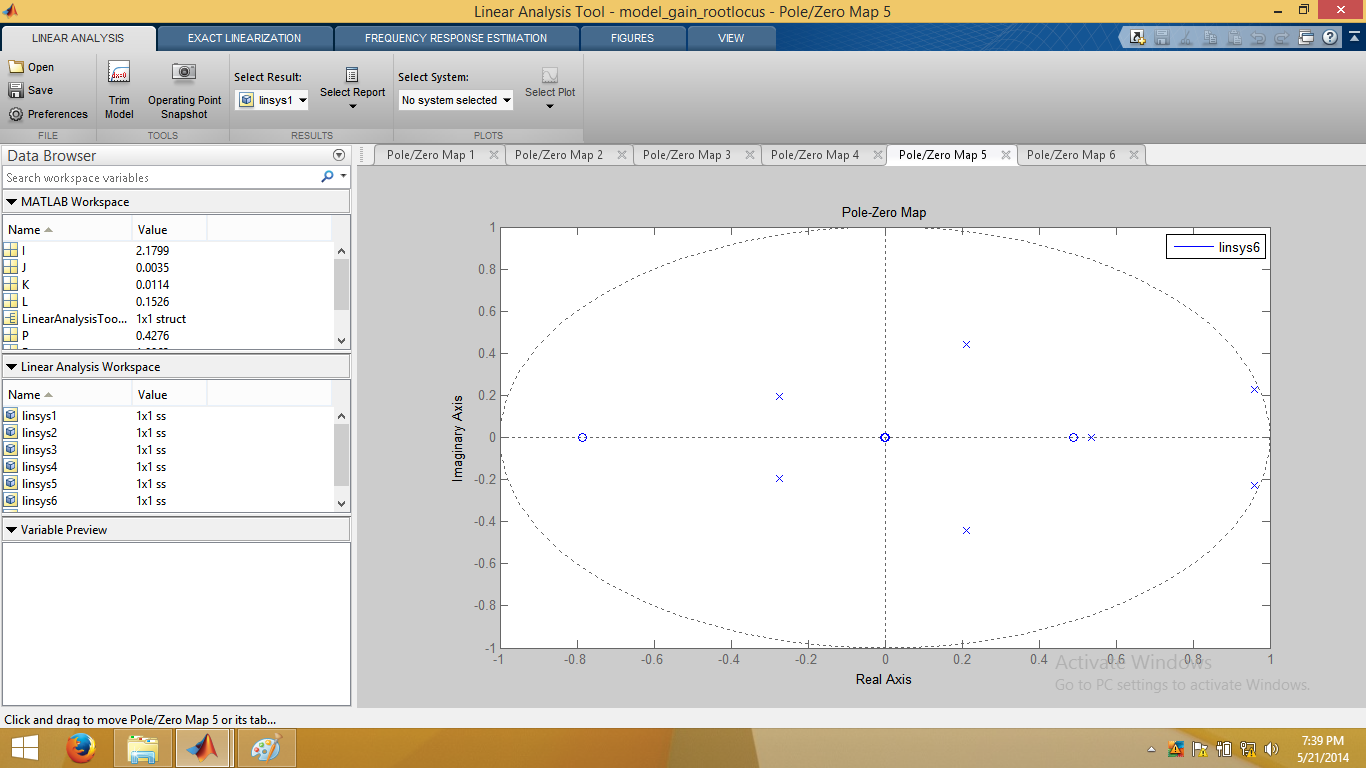 Linear Analysis Tool - model_gain_rootlocus - Pole/Zero Map 5
LINEAR ANALYSIS EXACT LINEARIZATION FREQUENCY RESPONSE ESTIMATION FIGURES VIEW
Open
Save
Preferences
FILE
dx=0
Trim
Model
Operating Point
Snapshot
TOOLS
Select Result:
linsys1
Select Report
RESULTS
Select System:
No system selected
Select Plot
PLOTS
Data Browser
Search workspace variables
MATLAB Workspace
Name Value
I 2.1799
J 0.0035
K 0.0114
L 0.1526
LinearAnalysisToo... 1x1 struct
P 0.4276
Linear Analysis Workspace
Name Value
linsys1 1x1 ss
linsys2 1x1 ss
linsys3 1x1 ss
linsys4 1x1 ss
linsys5 1x1 ss
linsys6 1x1 ss
Variable Preview
Pole/Zero Map 1 Pole/Zero Map 2 Pole/Zero Map 3 Pole/Zero Map 4 Pole/Zero Map 5 Pole/Zero Map 6
Pole-Zero Map
linsys6
1
0.8
0.6
0.4
0.2
0
-0.2
-0.4
-0.6
-0.8
-1
Imaginary Axis
-1 -0.8 -0.6 -0.4 -0.2 0 0.2 0.4 0.6 0.8 1
Real Axis
Activate Windows
Go to PC settings to activate Windows.
Click and drag to move Pole/Zero Map 5 or its tab...
7:39 PM
5/21/2014